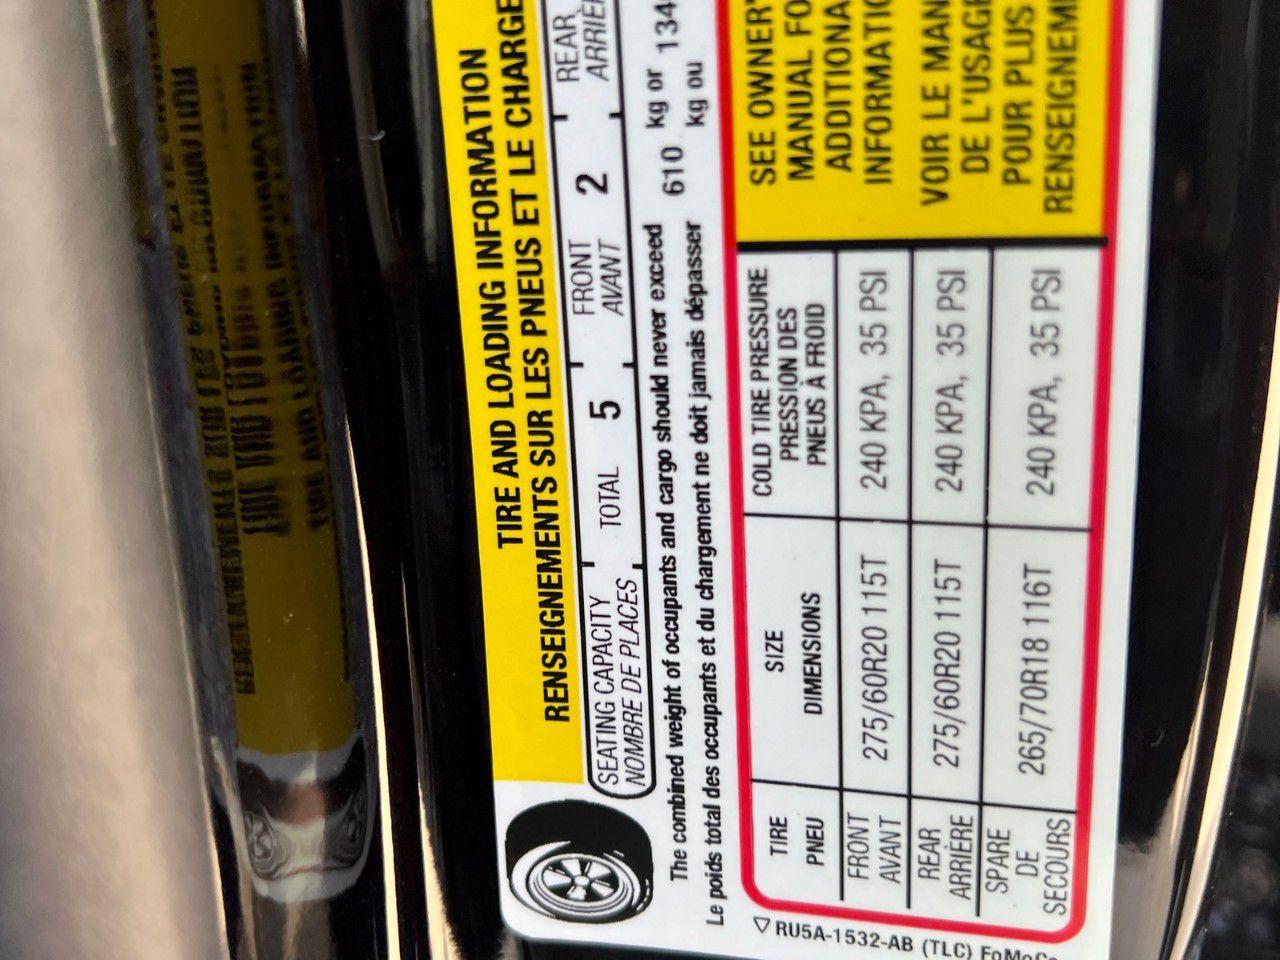 TIRE AND LOADING INFORMATION
RENSEIGNEMENTS SUR LES PNEUS ET LE CHARGE
SEATING CAPACITY
NOMBRE DE PLACES
TOTAL 5
FRONT
AVANT
2
REAR
ARRIÈ
The combined weight of occupants and cargo should never exceed 610 kg or 134
Le poids total des occupants et du chargement ne doit jamais dépasser kg ou
TIRE
PNEU
SIZE
DIMENSIONS
COLD TIRE PRESSURE
PRESSION DES
PNEUS À FROID
FRONT
AVANT
275/60R20 115T
240 KPA, 35 PSI
REAR
ARRIÈRE
275/60R20 115T
240 KPA, 35 PSI
SPARE
DE
SECOURS
265/70R18 116T
240 KPA, 35 PSI
SEE OWNER'
MANUAL FO
ADDITIONA
INFORMATIO
VOIR LE MAN
DE L'USAGE
POUR PLUS
RENSEIGNEM
RU5A-1532-AB (TLC) FoMoCo